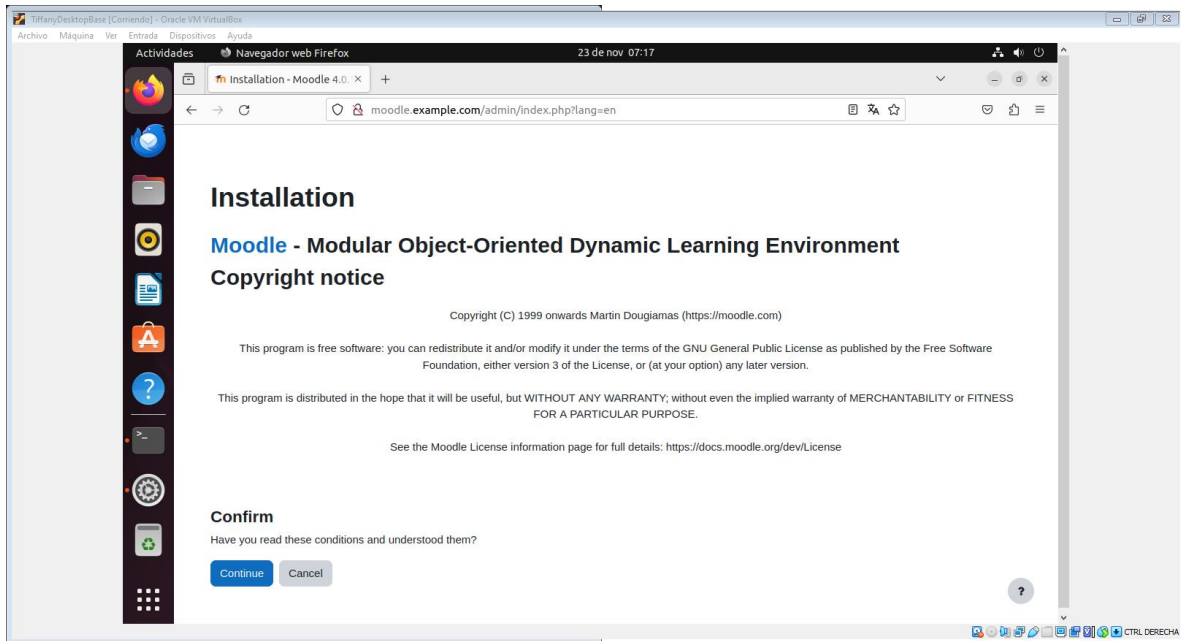 TiffanyDesktopBase [Corriendo] - Oracle VM VirtualBox
Archivo Máquina Ver Entrada Dispositivos Ayuda
Actividades Navegador web Firefox 23 de nov 07:17
Installation - Moodle 4.0.
moodle.example.com/admin/index.php?lang=en
Installation
Moodle - Modular Object-Oriented Dynamic Learning Environment
Copyright notice
Copyright (C) 1999 onwards Martin Dougiamas (https://moodle.com)
This program is free software: you can redistribute it and/or modify it under the terms of the GNU General Public License as published by the Free Software
Foundation, either version 3 of the License, or (at your option) any later version.
This program is distributed in the hope that it will be useful, but WITHOUT ANY WARRANTY; without even the implied warranty of MERCHANTABILITY or FITNESS
FOR A PARTICULAR PURPOSE.
See the Moodle License information page for full details: https://docs.moodle.org/dev/License
Confirm
Have you read these conditions and understood them?
Continue Cancel
?
CTRL DERECHA